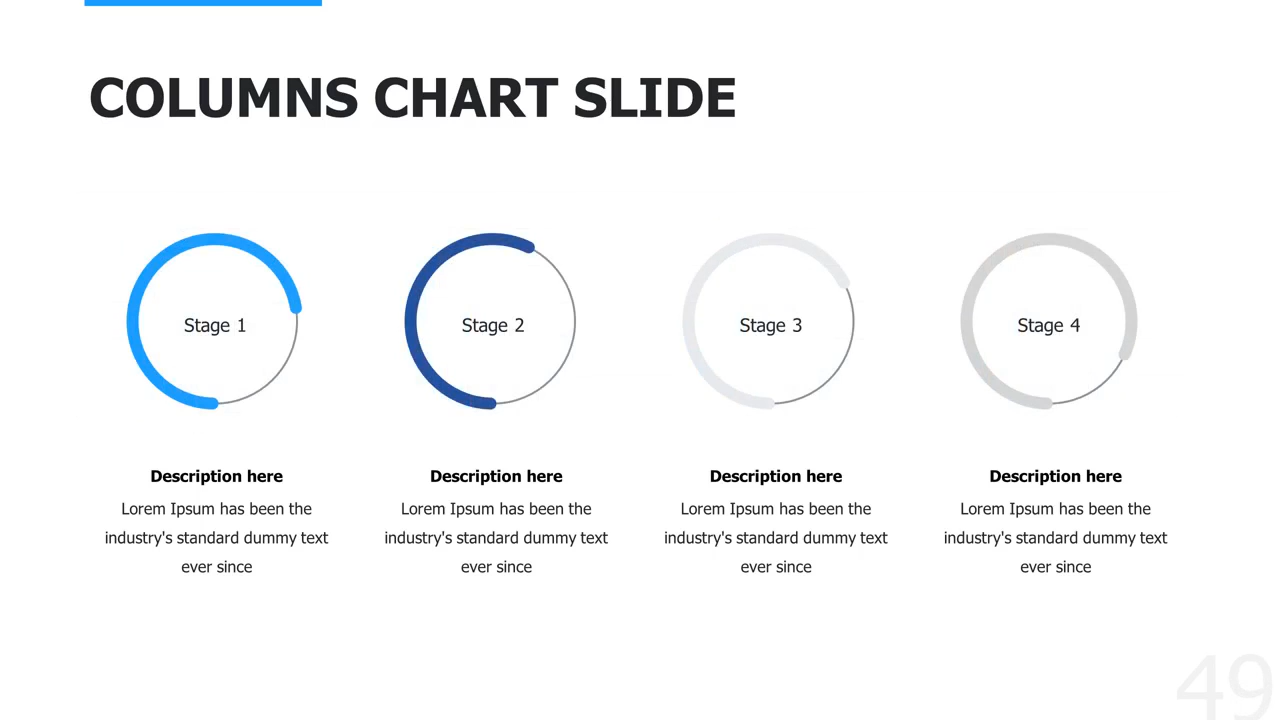 COLUMNS CHART SLIDE
Stage 1
Stage 2
Stage 3
Stage 4
Description here
Lorem Ipsum has been the
industry's standard dummy text
ever since
Description here
Lorem Ipsum has been the
industry's standard dummy text
ever since
Description here
Lorem Ipsum has been the
industry's standard dummy text
ever since
Description here
Lorem Ipsum has been the
industry's standard dummy text
ever since
49